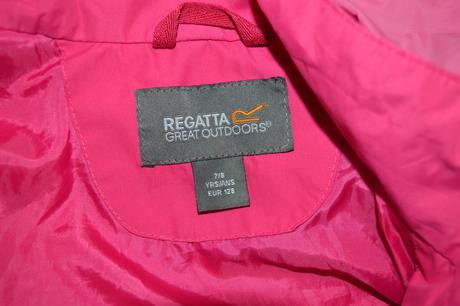 REGATTA
GREAT OUTDOORS®
7/8
YRS/ANS
EUR 128